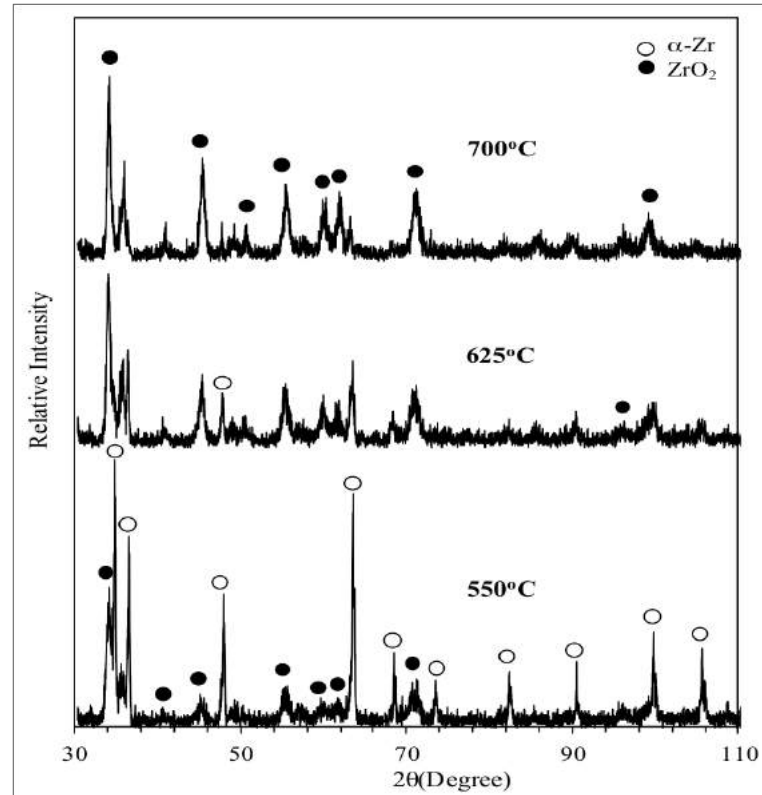 α-Zr
ZrO₂
700°C
625°C
550°C
Relative Intensity
30 50 70 90 110
2θ(Degree)